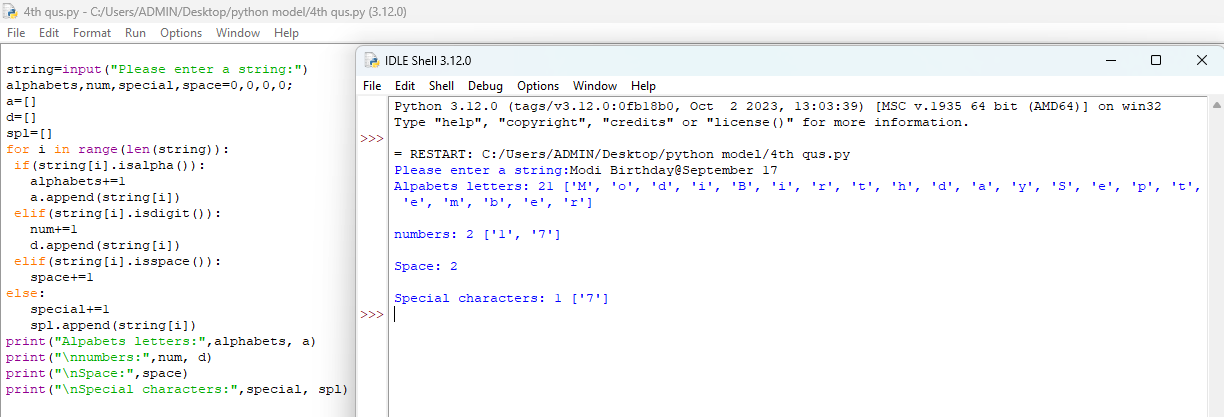 4th qus.py - C:/Users/ADMIN/Desktop/python model/4th qus.py (3.12.0)
File Edit Format Run Options Window Help
string=input("Please enter a string:")
alphabets,num,special,space=0,0,0,0;
a=[]
d=[]
spl=[]
for i in range(len(string)):
 if(string[i].isalpha()):
   alphabets+=1
   a.append(string[i])
 elif(string[i].isdigit()):
   num+=1
   d.append(string[i])
 elif(string[i].isspace()):
   space+=1
else:
   special+=1
   spl.append(string[i])
print("Alpabets letters:",alphabets, a)
print("\nnumbers:",num, d)
print("\nSpace:",space)
print("\nSpecial characters:",special, spl)
IDLE Shell 3.12.0
File Edit Shell Debug Options Window Help
Python 3.12.0 (tags/v3.12.0:0fb18b0, Oct  2 2023, 13:03:39) [MSC v.1935 64 bit (AMD64)] on win32
Type "help", "copyright", "credits" or "license()" for more information.
>>>
= RESTART: C:/Users/ADMIN/Desktop/python model/4th qus.py
Please enter a string:Modi Birthday@September 17
Alpabets letters: 21 ['M', 'o', 'd', 'i', 'B', 'i', 'r', 't', 'h', 'd', 'a', 'y', 'S', 'e', 'p', 't',
 'e', 'm', 'b', 'e', 'r']
numbers: 2 ['1', '7']
Space: 2
Special characters: 1 ['7']
>>>